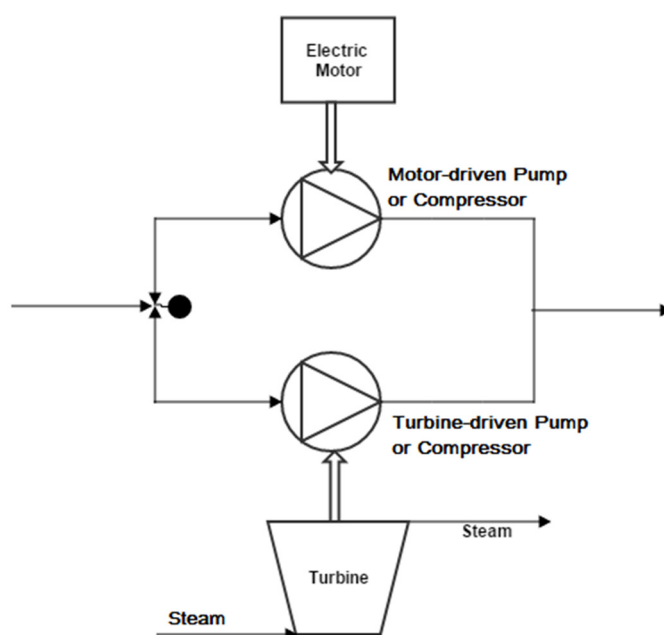 Electric
Motor
Motor-driven Pump
or Compressor
Turbine-driven Pump
or Compressor
Steam
Turbine
Steam